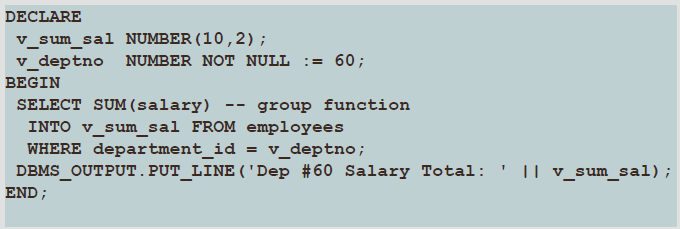 DECLARE
v_sum_sal NUMBER(10,2);
v_deptno NUMBER NOT NULL := 60;
BEGIN
SELECT SUM(salary) -- group function
INTO v_sum_sal FROM employees
WHERE department_id = v_deptno;
DBMS_OUTPUT.PUT_LINE('Dep #60 Salary Total: ' || v_sum_sal);
END;